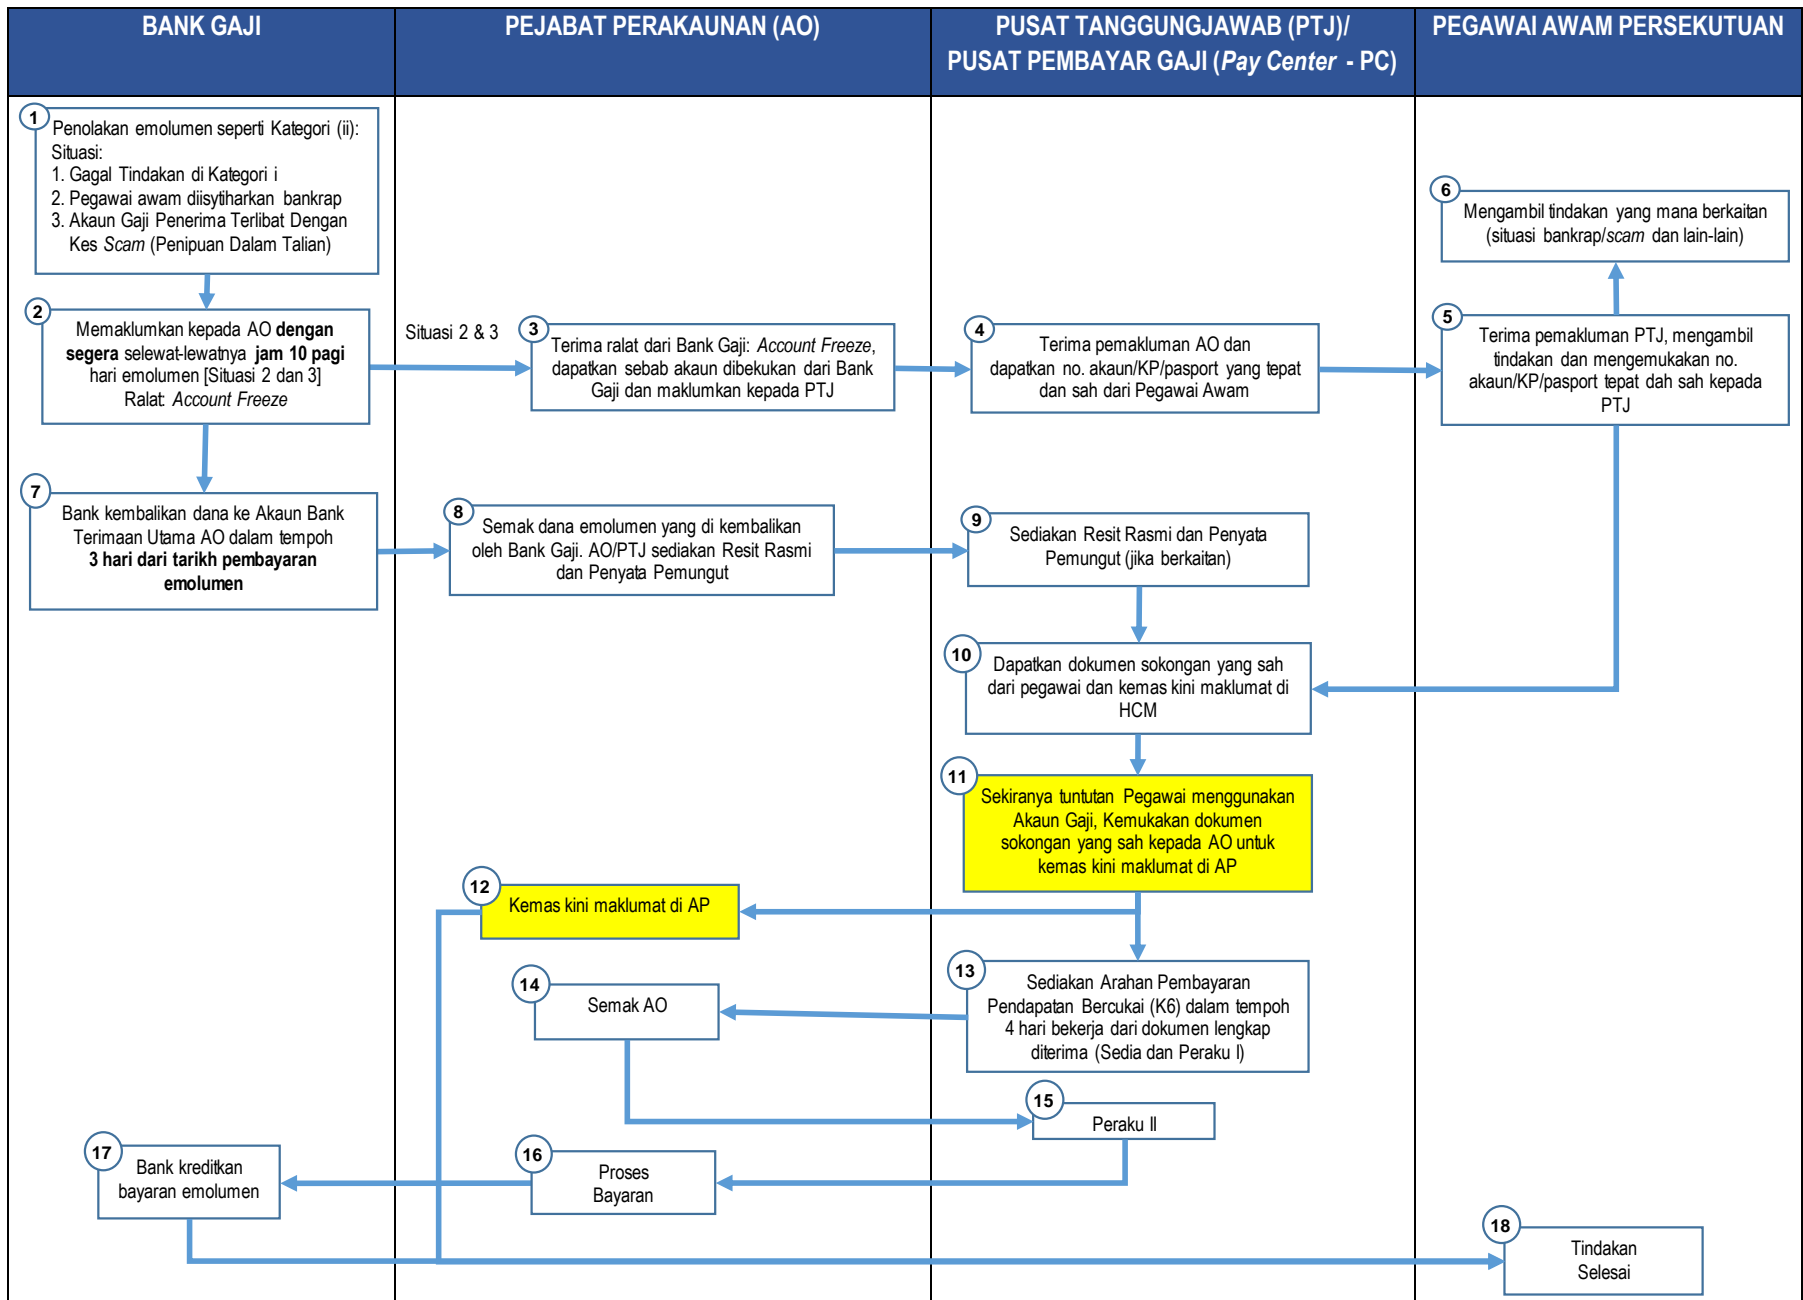 BANK GAJI
PEJABAT PERAKAUNAN (AO)
PUSAT TANGGUNGJAWAB (PTJ)/
PUSAT PEMBAYAR GAJI (Pay Center - PC)
PEGAWAI AWAM PERSEKUTUAN
1
Penolakan emolumen seperti Kategori (ii):
Situasi:
1. Gagal Tindakan di Kategori i
2. Pegawai awam diisytiharkan bankrap
3. Akaun Gaji Penerima Terlibat Dengan
Kes Scam (Penipuan Dalam Talian)
2
Memaklumkan kepada AO dengan
segera selewat-lewatnya jam 10 pagi
hari emolumen [Situasi 2 dan 3]
Ralat: Account Freeze
Situasi 2 & 3
3
Terima ralat dari Bank Gaji: Account Freeze,
dapatkan sebab akaun dibekukan dari Bank
Gaji dan maklumkan kepada PTJ
4
Terima pemakluman AO dan
dapatkan no. akaun/KP/pasport yang tepat
dan sah dari Pegawai Awam
5
Terima pemakluman PTJ, mengambil
tindakan dan mengemukakan no.
akaun/KP/pasport tepat dah sah kepada
PTJ
6
Mengambil tindakan yang mana berkaitan
(situasi bankrap/scam dan lain-lain)
7
Bank kembalikan dana ke Akaun Bank
Terimaan Utama AO dalam tempoh
3 hari dari tarikh pembayaran
emolumen
8
Semak dana emolumen yang di kembalikan
oleh Bank Gaji. AO/PTJ sediakan Resit Rasmi
dan Penyata Pemungut
9
Sediakan Resit Rasmi dan Penyata
Pemungut (jika berkaitan)
10
Dapatkan dokumen sokongan yang sah
dari pegawai dan kemas kini maklumat di
HCM
11
Sekiranya tuntutan Pegawai menggunakan
Akaun Gaji, Kemukakan dokumen
sokongan yang sah kepada AO untuk
kemas kini maklumat di AP
12
Kemas kini maklumat di AP
13
Sediakan Arahan Pembayaran
Pendapatan Bercukai (K6) dalam tempoh
4 hari bekerja dari dokumen lengkap
diterima (Sedia dan Peraku I)
14
Semak AO
15
Peraku II
16
Proses
Bayaran
17
Bank kreditkan
bayaran emolumen
18
Tindakan
Selesai